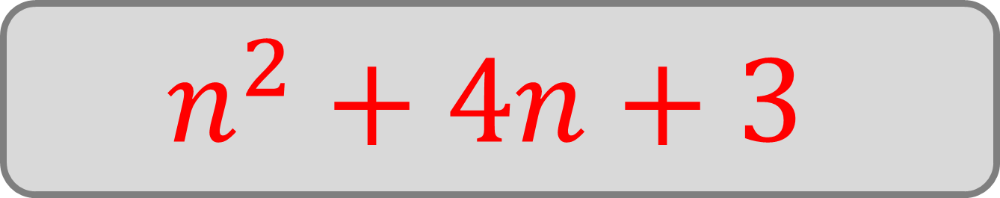 n² + 4n + 3